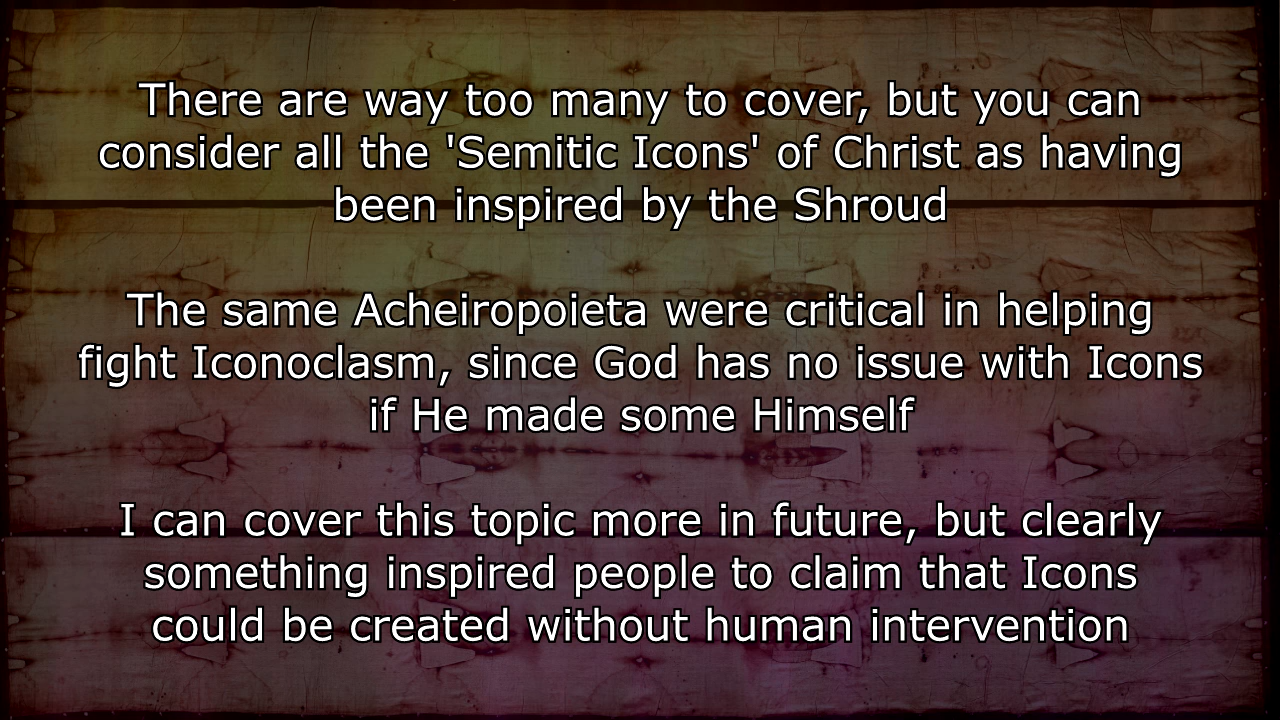 There are way too many to cover, but you can
consider all the 'Semitic Icons' of Christ as having
been inspired by the Shroud
The same Acheiropoieta were critical in helping
fight Iconoclasm, since God has no issue with Icons
if He made some Himself
I can cover this topic more in future, but clearly
something inspired people to claim that Icons
could be created without human intervention